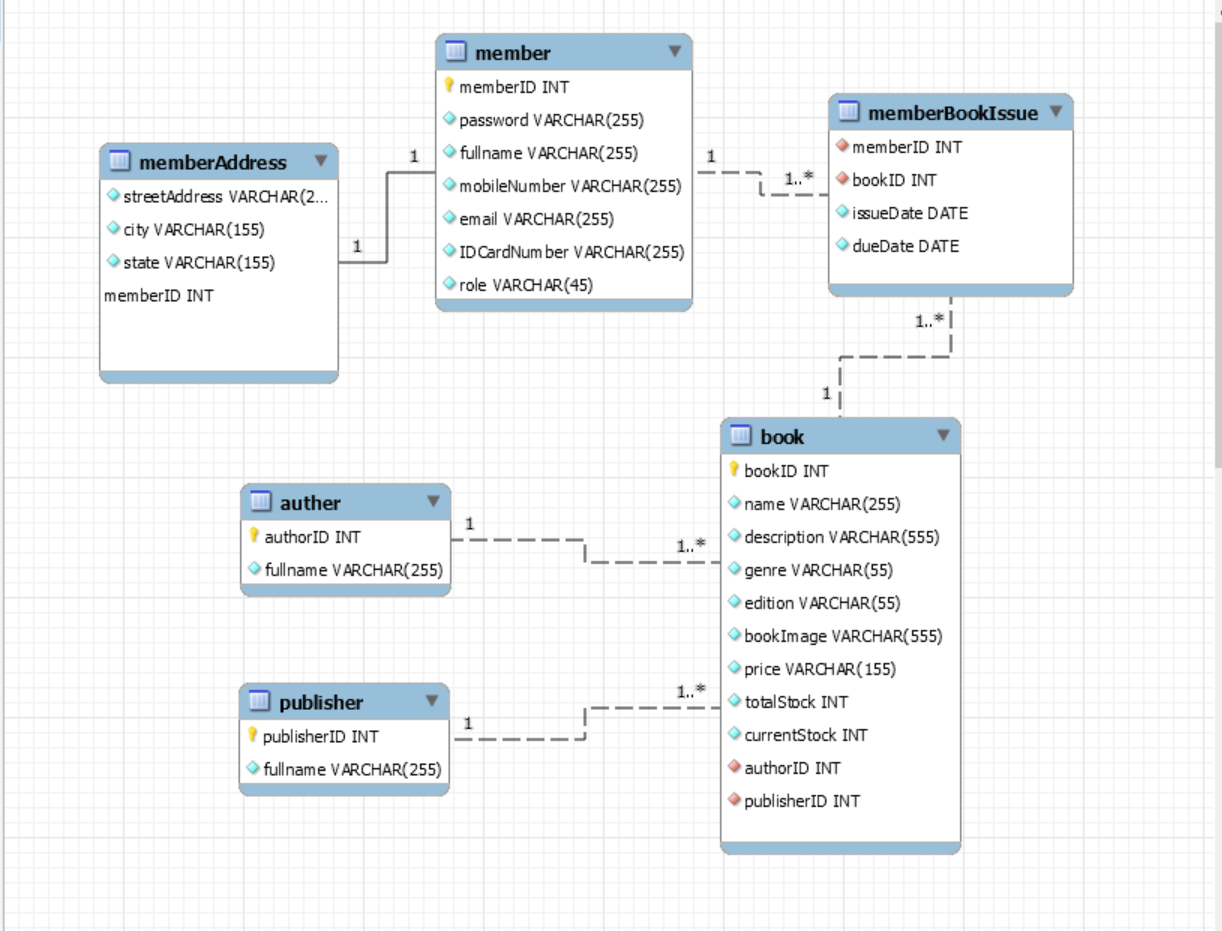 member
memberID INT
password VARCHAR(255)
fullname VARCHAR(255)
mobileNumber VARCHAR(255)
email VARCHAR(255)
IDCardNumber VARCHAR(255)
role VARCHAR(45)
memberBookIssue
memberID INT
bookID INT
issueDate DATE
dueDate DATE
memberAddress
streetAddress VARCHAR(2...
city VARCHAR(155)
state VARCHAR(155)
memberID INT
1
1
1
1..*
1..*
1
book
bookID INT
name VARCHAR(255)
description VARCHAR(555)
genre VARCHAR(55)
edition VARCHAR(55)
bookImage VARCHAR(555)
price VARCHAR(155)
totalStock INT
currentStock INT
authorID INT
publisherID INT
auther
authorID INT
fullname VARCHAR(255)
1
1..*
publisher
publisherID INT
fullname VARCHAR(255)
1
1..*